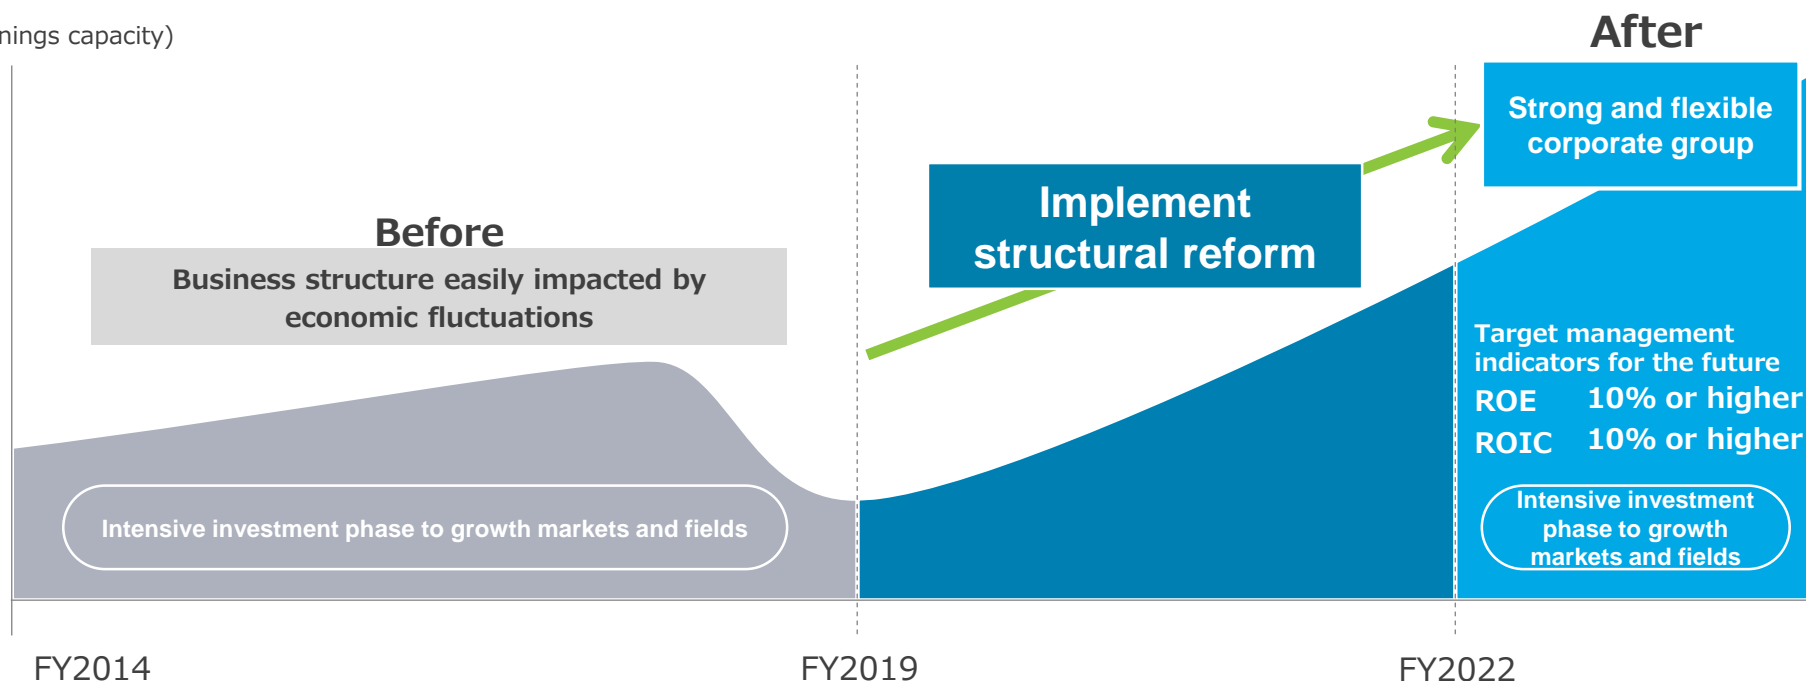 nings capacity)
After
Strong and flexible
corporate group
Implement
structural reform
Before
Business structure easily impacted by
economic fluctuations
Target management
indicators for the future
ROE 10% or higher
ROIC 10% or higher
Intensive investment phase to growth markets and fields
Intensive investment
phase to growth
markets and fields
FY2014
FY2019
FY2022